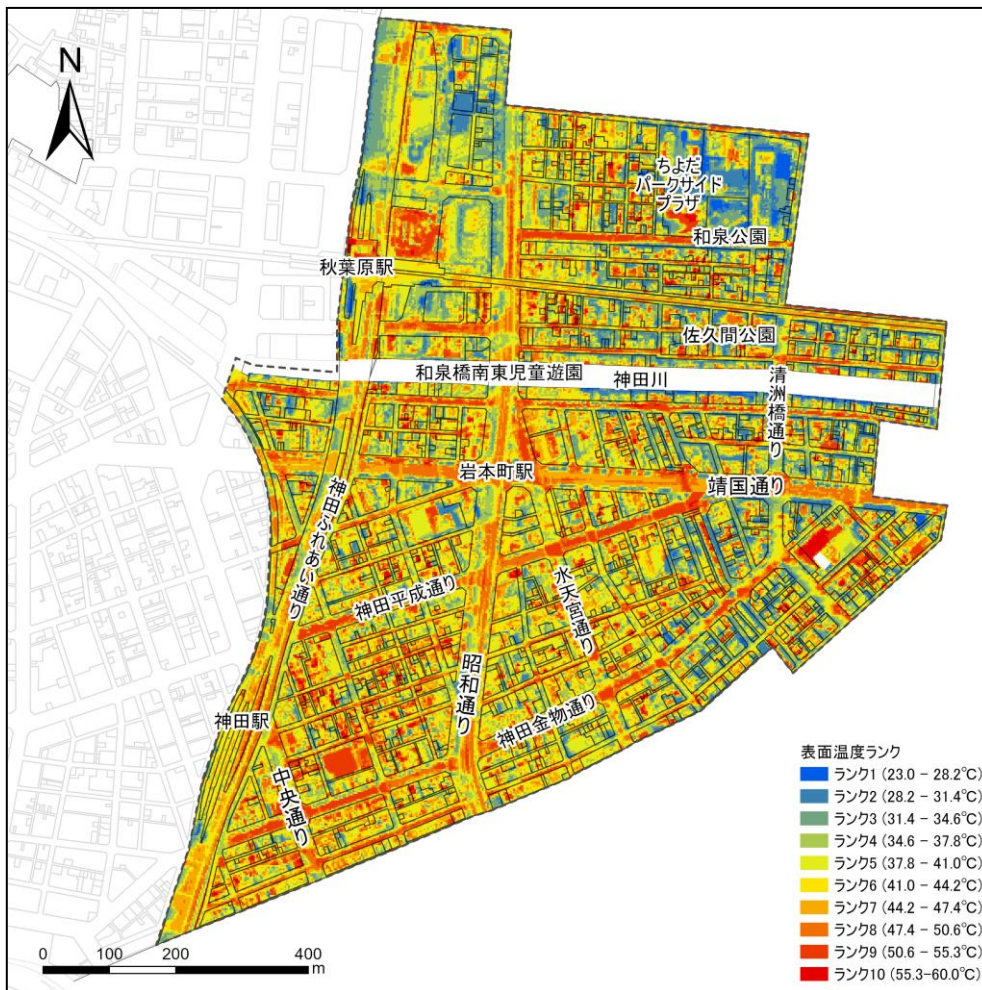 N
ちよだ
パークサイド
プラザ
和泉公園
秋葉原駅
佐久間公園
和泉橋南東児童遊園
神田川
清洲橋通り
岩本町駅
靖国通り
神田ふれあい通り
神田平成通り
水天宮通り
昭和通り
神田金物通り
神田駅
中央通り
表面温度ランク
ランク1 (23.0 - 28.2℃)
ランク2 (28.2 - 31.4℃)
ランク3 (31.4 - 34.6℃)
ランク4 (34.6 - 37.8℃)
ランク5 (37.8 - 41.0℃)
ランク6 (41.0 - 44.2℃)
ランク7 (44.2 - 47.4℃)
ランク8 (47.4 - 50.6℃)
ランク9 (50.6 - 55.3℃)
ランク10 (55.3-60.0℃)
0 100 200 400
m